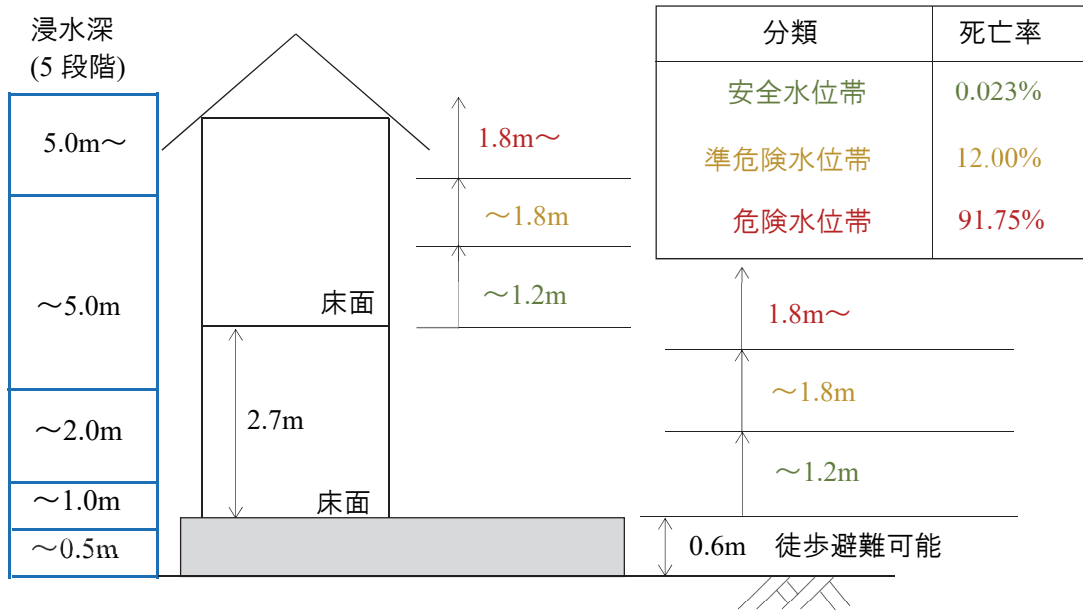 浸水深
(5 段階)
5.0m～
～5.0m
～2.0m
～1.0m
～0.5m
床面
2.7m
床面
1.8m～
～1.8m
～1.2m
分類 死亡率
安全水位帯 0.023%
準危険水位帯 12.00%
危険水位帯 91.75%
1.8m～
～1.8m
～1.2m
0.6m 徒歩避難可能